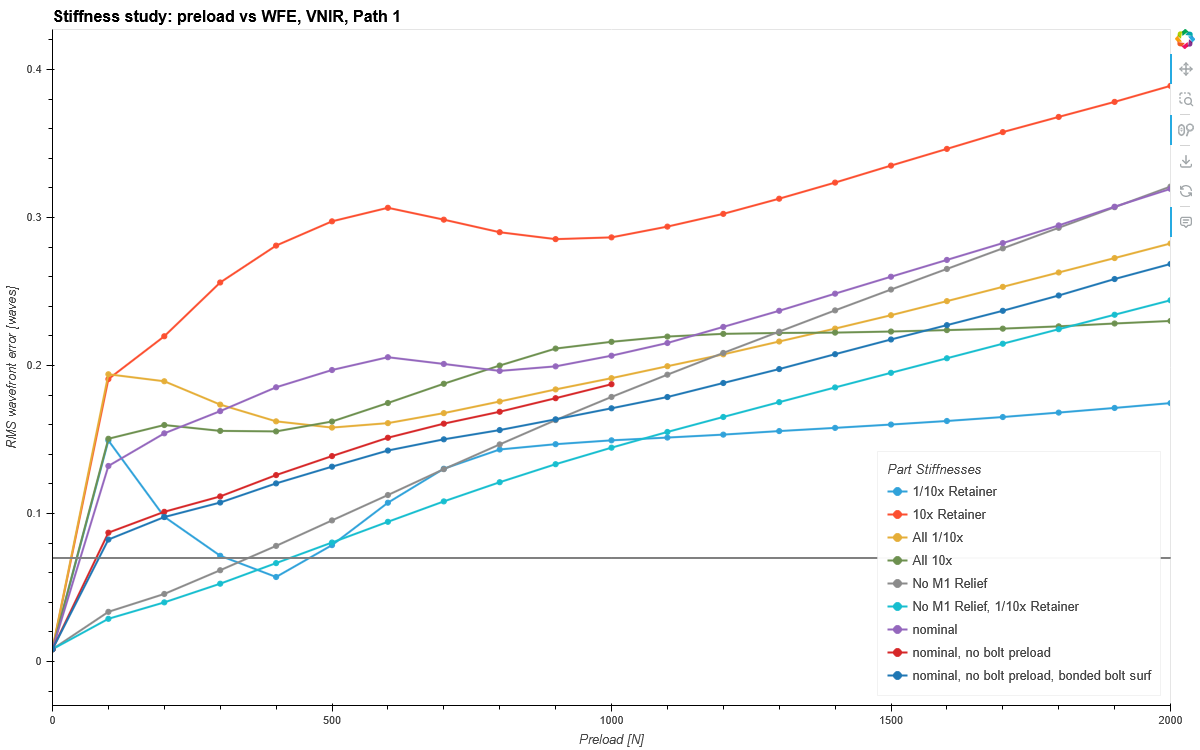 Stiffness study: preload vs WFE, VNIR, Path 1
RMS wavefront error [waves]
0.4
0.3
0.2
0.1
0
0
500
1000
1500
2000
Preload [N]
Part Stiffnesses
1/10x Retainer
10x Retainer
All 1/10x
All 10x
No M1 Relief
No M1 Relief, 1/10x Retainer
nominal
nominal, no bolt preload
nominal, no bolt preload, bonded bolt surf